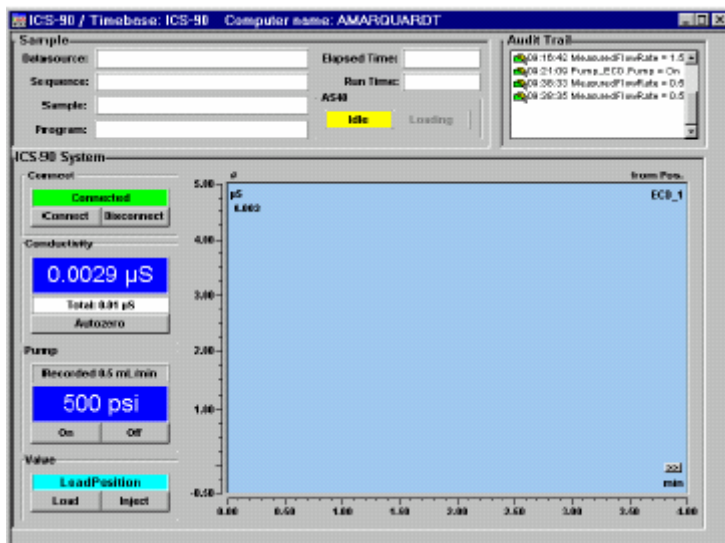 ICS-90 / Timebase: ICS-90 Computer name: AMARQUARDT
Sample
Datasource:
Sequence:
Sample:
Program:
Elapsed Time:
Run Time:
AS40
Idle
Loading
Audit Trail
09:16:42 MeasuredFlowRate = 1.5
09:21:09 Pump_ECD.Pump = On
09:38:33 MeasuredFlowRate = 0.5
09:38:35 MeasuredFlowRate = 0.5
ICS-90 System
Connect
Connected
Connect
Disconnect
Conductivity
0.0029 µS
Total: 0.01 µS
Autozero
Pump
Recorded 0.5 mL/min
500 psi
On
Off
Value
LoadPosition
Load
Inject
#
from Pos.
5.00
µS
0.003
ECD_1
4.00
3.00
2.00
1.00
-0.50
>>
min
0.00 0.50 1.00 1.50 2.00 2.50 3.00 3.50 4.00